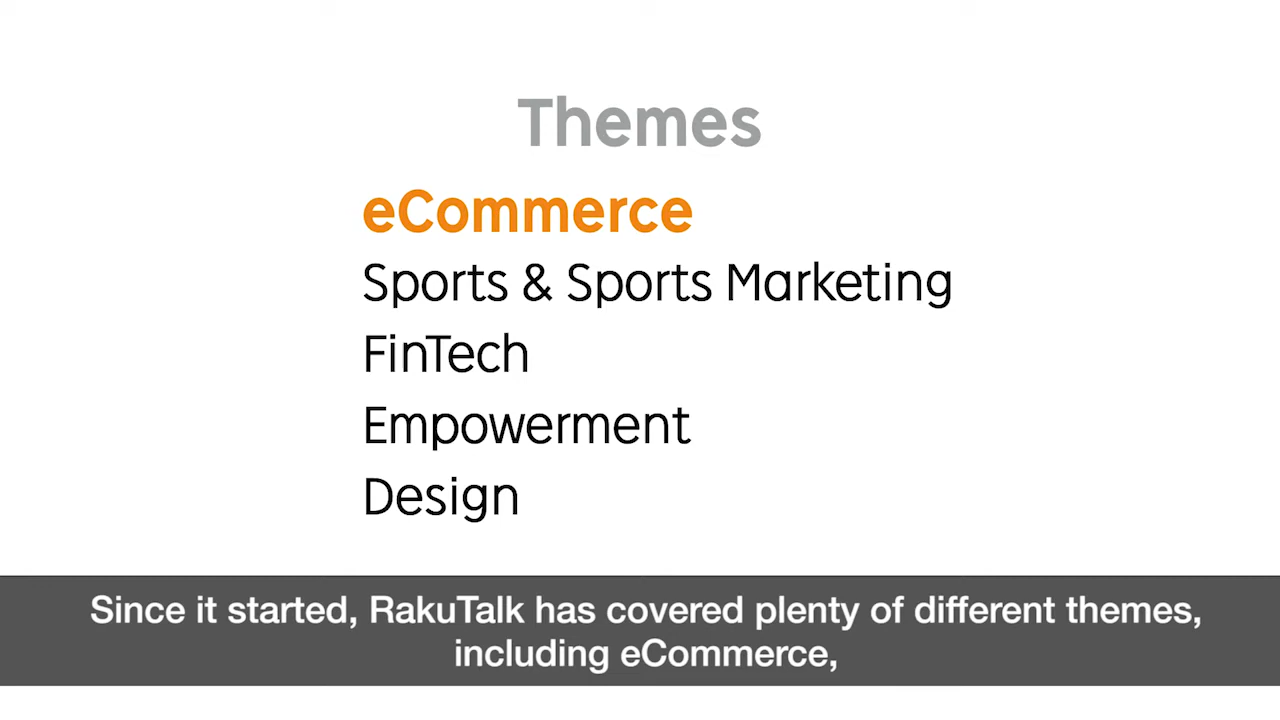 Themes
eCommerce
Sports & Sports Marketing
FinTech
Empowerment
Design
Since it started, RakuTalk has covered plenty of different themes,
including eCommerce,